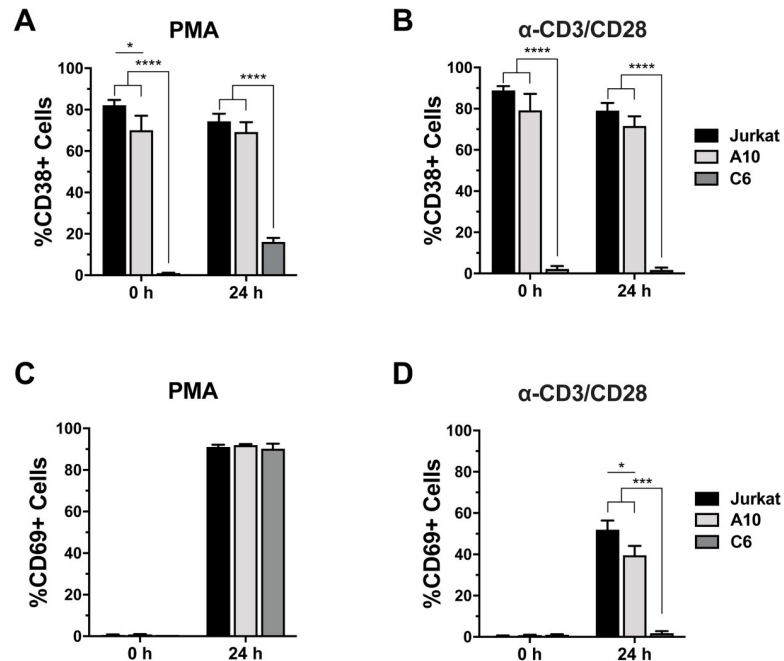 A
PMA
%CD38+ Cells
100
80
60
40
20
0
*
****
****
0 h
24 h
B
α-CD3/CD28
%CD38+ Cells
100
80
60
40
20
0
****
****
0 h
24 h
Jurkat
A10
C6
C
PMA
%CD69+ Cells
100
80
60
40
20
0
0 h
24 h
D
α-CD3/CD28
%CD69+ Cells
100
80
60
40
20
0
*
***
0 h
24 h
Jurkat
A10
C6